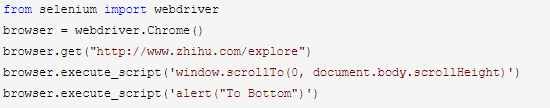 from selenium import webdriver
browser = webdriver.Chrome()
browser.get("http://www.zhihu.com/explore")
browser.execute_script('window.scrollTo(0, document.body.scrollHeight)')
browser.execute_script('alert("To Bottom")')